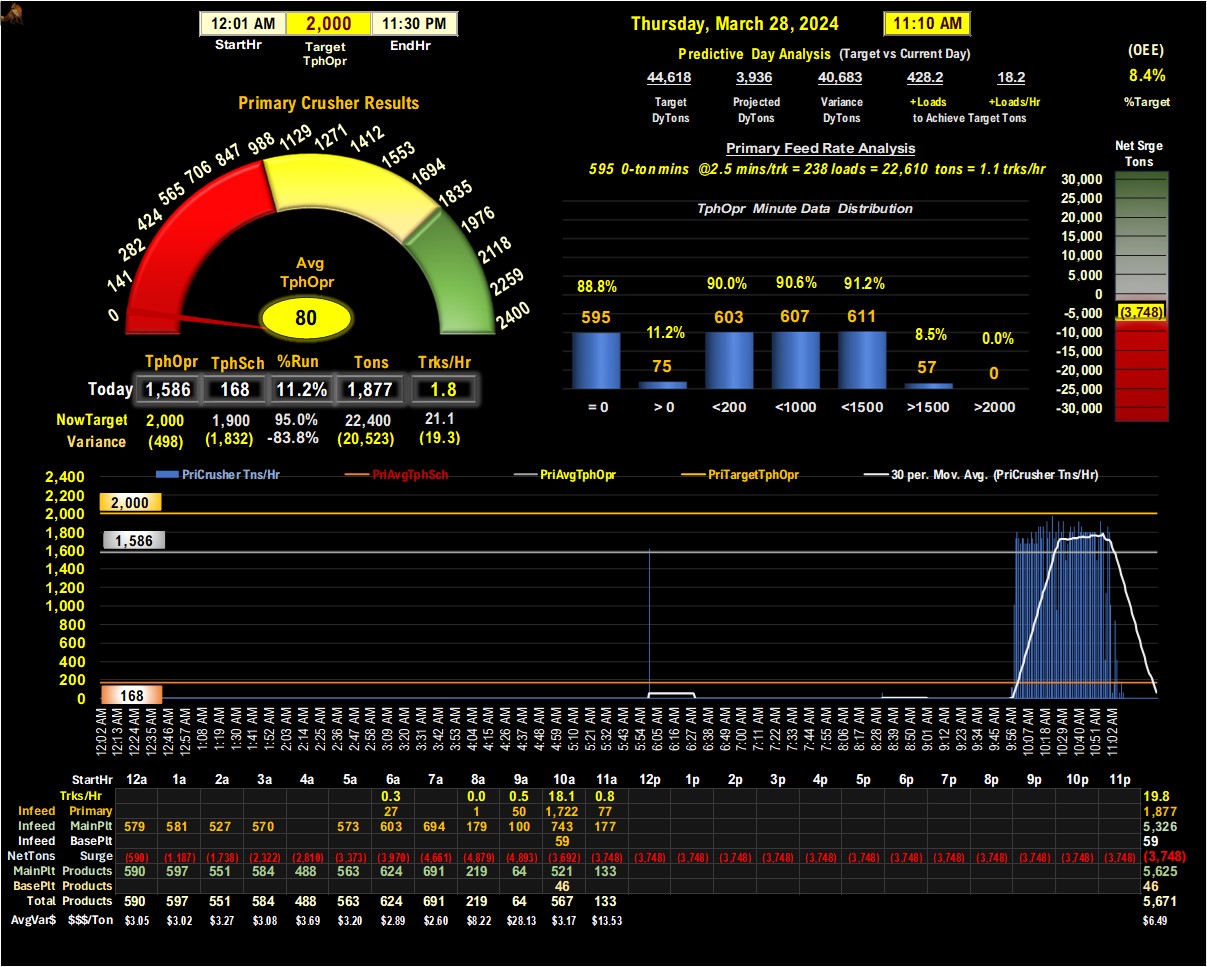 12:01 AM 2,000 11:30 PM
StartHr Target TphOpr EndHr
Thursday, March 28, 2024 11:10 AM
Predictive Day Analysis (Target vs Current Day)
44,618 3,936 40,683 428.2 18.2
Target DyTons Projected DyTons Variance DyTons +Loads +Loads/Hr
to Achieve Target Tons
(OEE)
8.4%
%Target
Primary Crusher Results
0 141 282 424 565 706 847 988 1129 1271 1412 1553 1694 1835 1976 2118 2259 2400
Avg
TphOpr
80
TphOpr TphSch %Run Tons Trks/Hr
Today 1,586 168 11.2% 1,877 1.8
NowTarget 2,000 1,900 95.0% 22,400 21.1
Variance (498) (1,832) -83.8% (20,523) (19.3)
Primary Feed Rate Analysis
595 0-ton mins @2.5 mins/trk = 238 loads = 22,610 tons = 1.1 trks/hr
TphOpr Minute Data Distribution
88.8% 11.2% 90.0% 90.6% 91.2% 8.5% 0.0%
595 75 603 607 611 57 0
= 0 > 0 <200 <1000 <1500 >1500 >2000
Net Srge
Tons
30,000
25,000
20,000
15,000
10,000
5,000
0
-5,000
(3,748)
-10,000
-15,000
-20,000
-25,000
-30,000
PriCrusher Tns/Hr PriAvgTphSch PriAvgTphOpr PriTargetTphOpr 30 per. Mov. Avg. (PriCrusher Tns/Hr)
2,400
2,200
2,000
1,800
1,600
1,400
1,200
1,000
800
600
400
200
0
2,000
1,586
168
12:02 AM 12:13 AM 12:24 AM 12:35 AM 12:46 AM 12:57 AM 1:08 AM 1:19 AM 1:30 AM 1:41 AM 1:52 AM 2:03 AM 2:14 AM 2:25 AM 2:36 AM 2:47 AM 2:58 AM 3:09 AM 3:20 AM 3:31 AM 3:42 AM 3:53 AM 4:04 AM 4:15 AM 4:26 AM 4:37 AM 4:48 AM 4:59 AM 5:10 AM 5:21 AM 5:32 AM 5:43 AM 5:54 AM 6:05 AM 6:16 AM 6:27 AM 6:38 AM 6:49 AM 7:00 AM 7:11 AM 7:22 AM 7:33 AM 7:44 AM 7:55 AM 8:06 AM 8:17 AM 8:28 AM 8:39 AM 8:50 AM 9:01 AM 9:12 AM 9:23 AM 9:34 AM 9:45 AM 9:56 AM 10:07 AM 10:18 AM 10:29 AM 10:40 AM 10:51 AM 11:02 AM
StartHr 12a 1a 2a 3a 4a 5a 6a 7a 8a 9a 10a 11a 12p 1p 2p 3p 4p 5p 6p 7p 8p 9p 10p 11p
Trks/Hr 0.3 0.0 0.5 18.1 0.8 19.8
Infeed Primary 27 1 50 1,722 77 1,877
Infeed MainPlt 579 581 527 570 573 603 694 179 100 743 177 5,326
Infeed BasePlt 59 59
NetTons Surge (590) (1,187) (1,738) (2,322) (2,810) (3,373) (3,970) (4,661) (4,879) (4,893) (3,692) (3,748) (3,748) (3,748) (3,748) (3,748) (3,748) (3,748) (3,748) (3,748) (3,748) (3,748) (3,748) (3,748) (3,748)
MainPlt Products 590 597 551 584 488 563 624 691 219 64 521 133 5,625
BasePlt Products 46 46
Total Products 590 597 551 584 488 563 624 691 219 64 567 133 5,671
AvgVar$ $$$/Ton $3.05 $3.02 $3.27 $3.08 $3.69 $3.20 $2.89 $2.60 $8.22 $28.13 $3.17 $13.53 $6.49